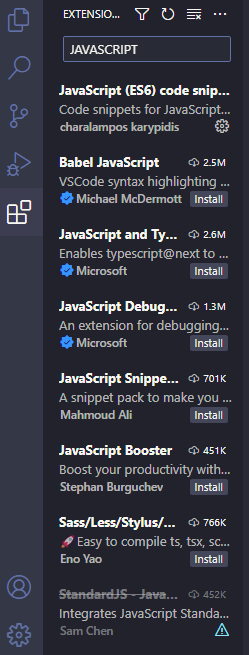 EXTENSIO...
JAVASCRIPT
JavaScript (ES6) code snip...
Code snippets for JavaScript...
charalampos karypidis
Babel JavaScript 2.5M
VSCode syntax highlighting ...
Michael McDermott Install
JavaScript and Ty... 2.6M
Enables typescript@next to ...
Microsoft Install
JavaScript Debug... 1.3M
An extension for debugging...
Microsoft Install
JavaScript Snippe... 701K
A snippet pack to make you ...
Mahmoud Ali Install
JavaScript Booster 451K
Boost your productivity with...
Stephan Burguchev Install
Sass/Less/Stylus/... 766K
🚀 Easy to compile ts, tsx, sc...
Eno Yao Install
StandardJS - Java... 452K
Integrates JavaScript Standa...
Sam Chen